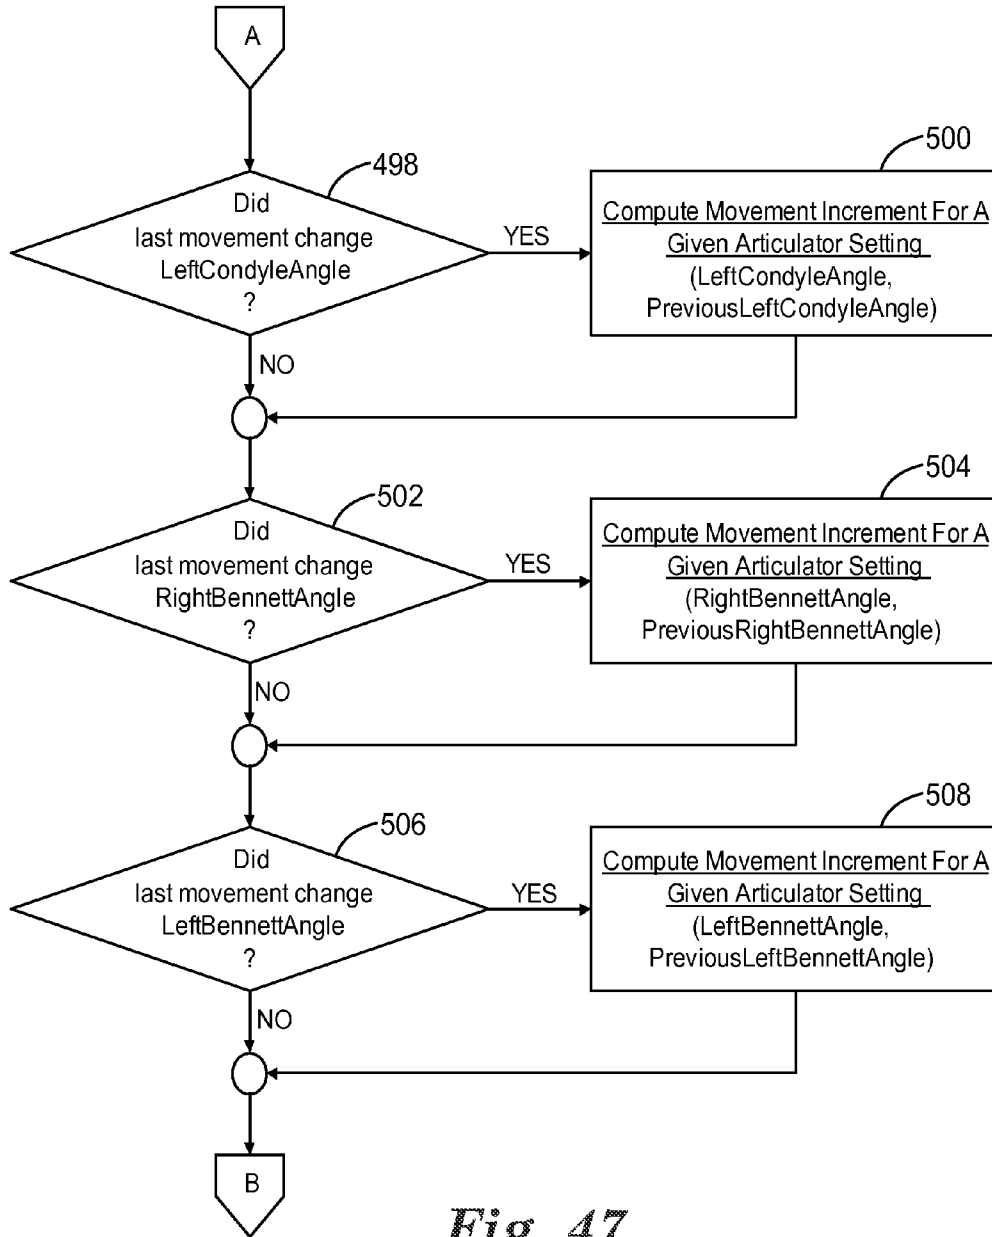 A
498
Did
last movement change
LeftCondyleAngle
?
YES
NO
500
Compute Movement Increment For A
Given Articulator Setting
(LeftCondyleAngle,
PreviousLeftCondyleAngle)
502
Did
last movement change
RightBennettAngle
?
YES
NO
504
Compute Movement Increment For A
Given Articulator Setting
(RightBennettAngle,
PreviousRightBennettAngle)
506
Did
last movement change
LeftBennettAngle
?
YES
NO
508
Compute Movement Increment For A
Given Articulator Setting
(LeftBennettAngle,
PreviousLeftBennettAngle)
B
Fig. 47